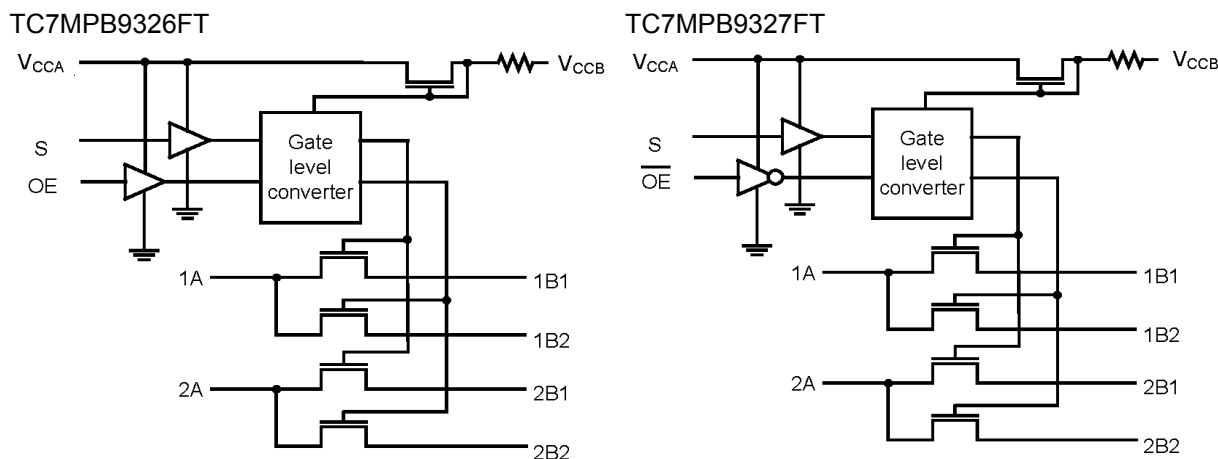 TC7MPB9326FT
VCCA
VCCB
S
OE
Gate
level
converter
1A
1B1
1B2
2A
2B1
2B2
TC7MPB9327FT
VCCA
VCCB
S
O̅E̅
Gate
level
converter
1A
1B1
1B2
2A
2B1
2B2